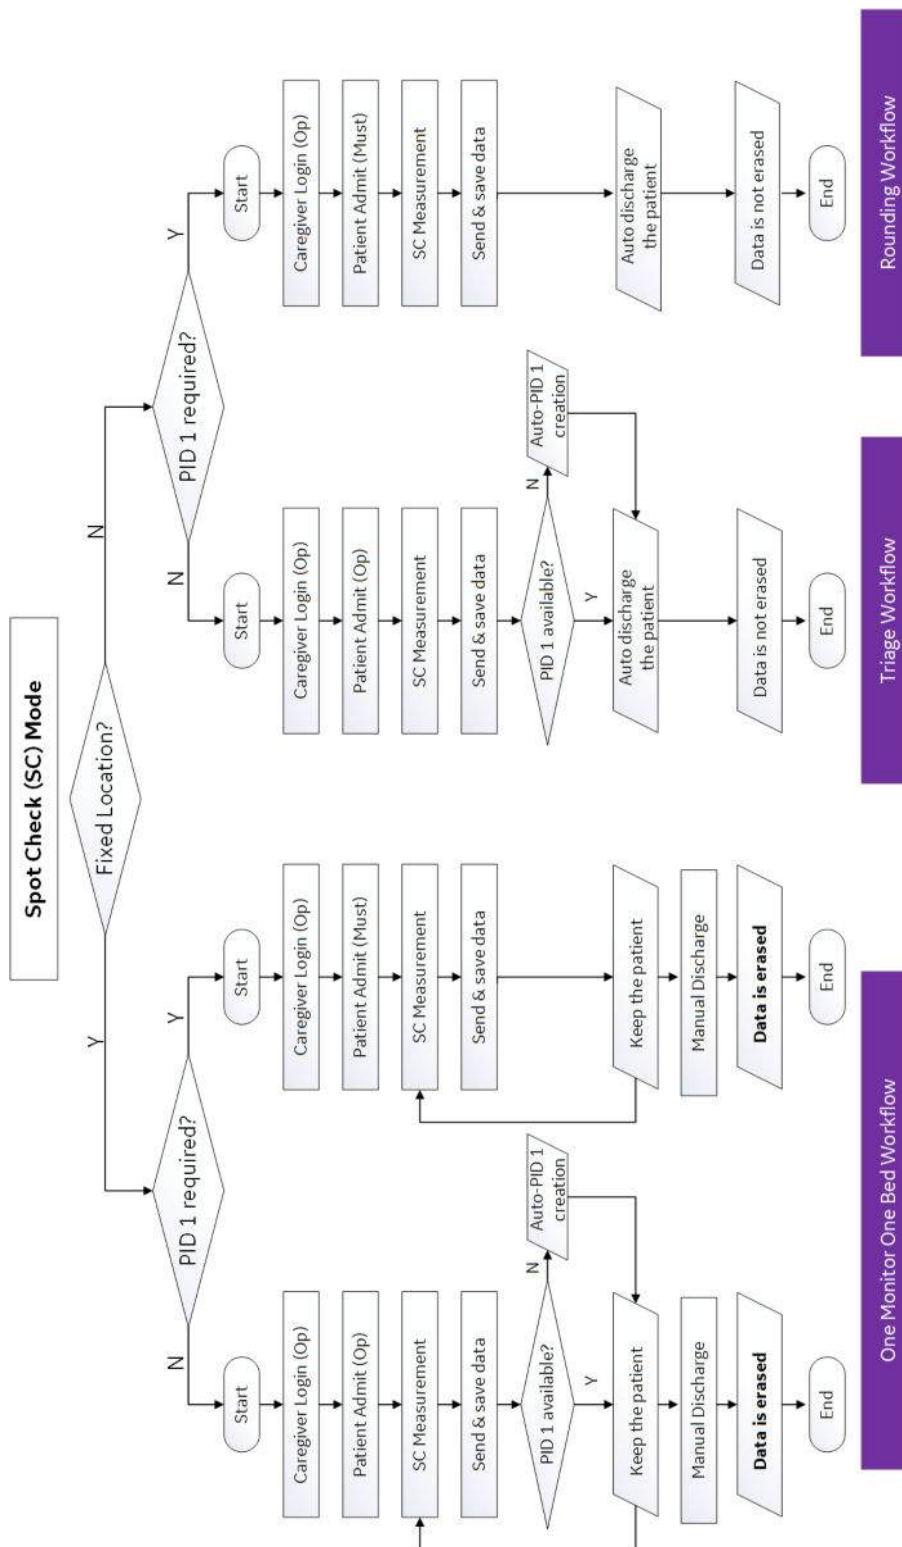 Spot Check (SC) Mode
Fixed Location?
Y
N
PID 1 required?
PID 1 required?
N
Y
N
Y
Start
Caregiver Login (Op)
Patient Admit (Op)
SC Measurement
Send & save data
PID 1 available?
N
Auto-PID 1
creation
Y
Keep the patient
Manual Discharge
Data is erased
End
Start
Caregiver Login (Op)
Patient Admit (Must)
SC Measurement
Send & save data
Keep the patient
Manual Discharge
Data is erased
End
One Monitor One Bed Workflow
Start
Caregiver Login (Op)
Patient Admit (Op)
SC Measurement
Send & save data
PID 1 available?
N
Auto-PID 1
creation
Y
Auto discharge
the patient
Data is not erased
End
Triage Workflow
Start
Caregiver Login (Op)
Patient Admit (Must)
SC Measurement
Send & save data
Auto discharge
the patient
Data is not erased
End
Rounding Workflow